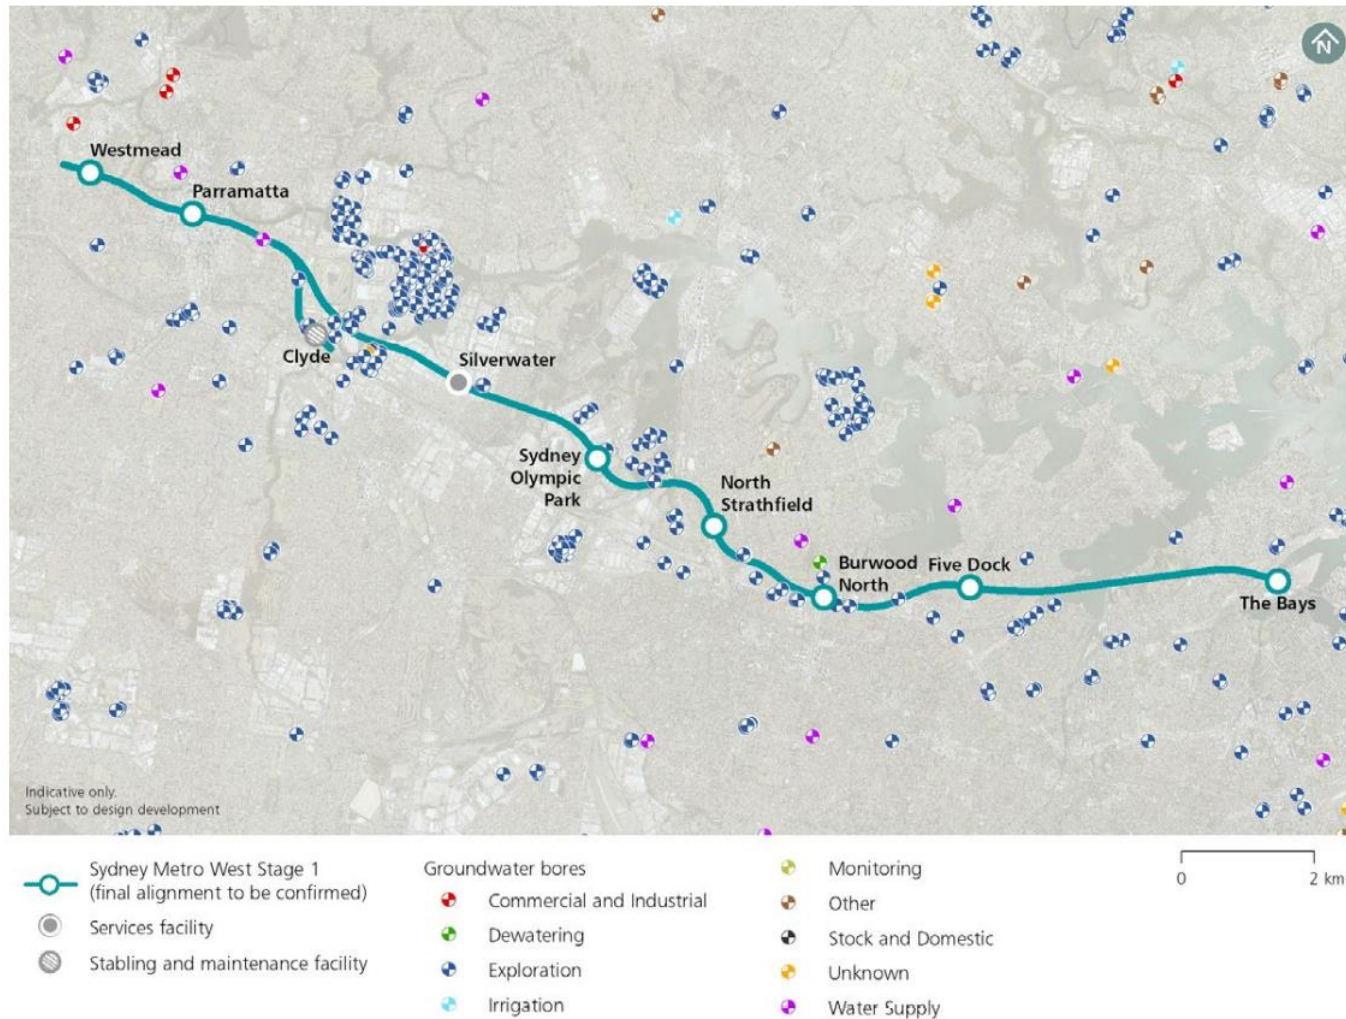 N
Westmead
Parramatta
Clyde
Silverwater
Sydney
Olympic
Park
North
Strathfield
Burwood
North
Five Dock
The Bays
Indicative only.
Subject to design development
Sydney Metro West Stage 1
(final alignment to be confirmed)
Services facility
Stabling and maintenance facility
Groundwater bores
Commercial and Industrial
Dewatering
Exploration
Irrigation
Monitoring
Other
Stock and Domestic
Unknown
Water Supply
0 2 km